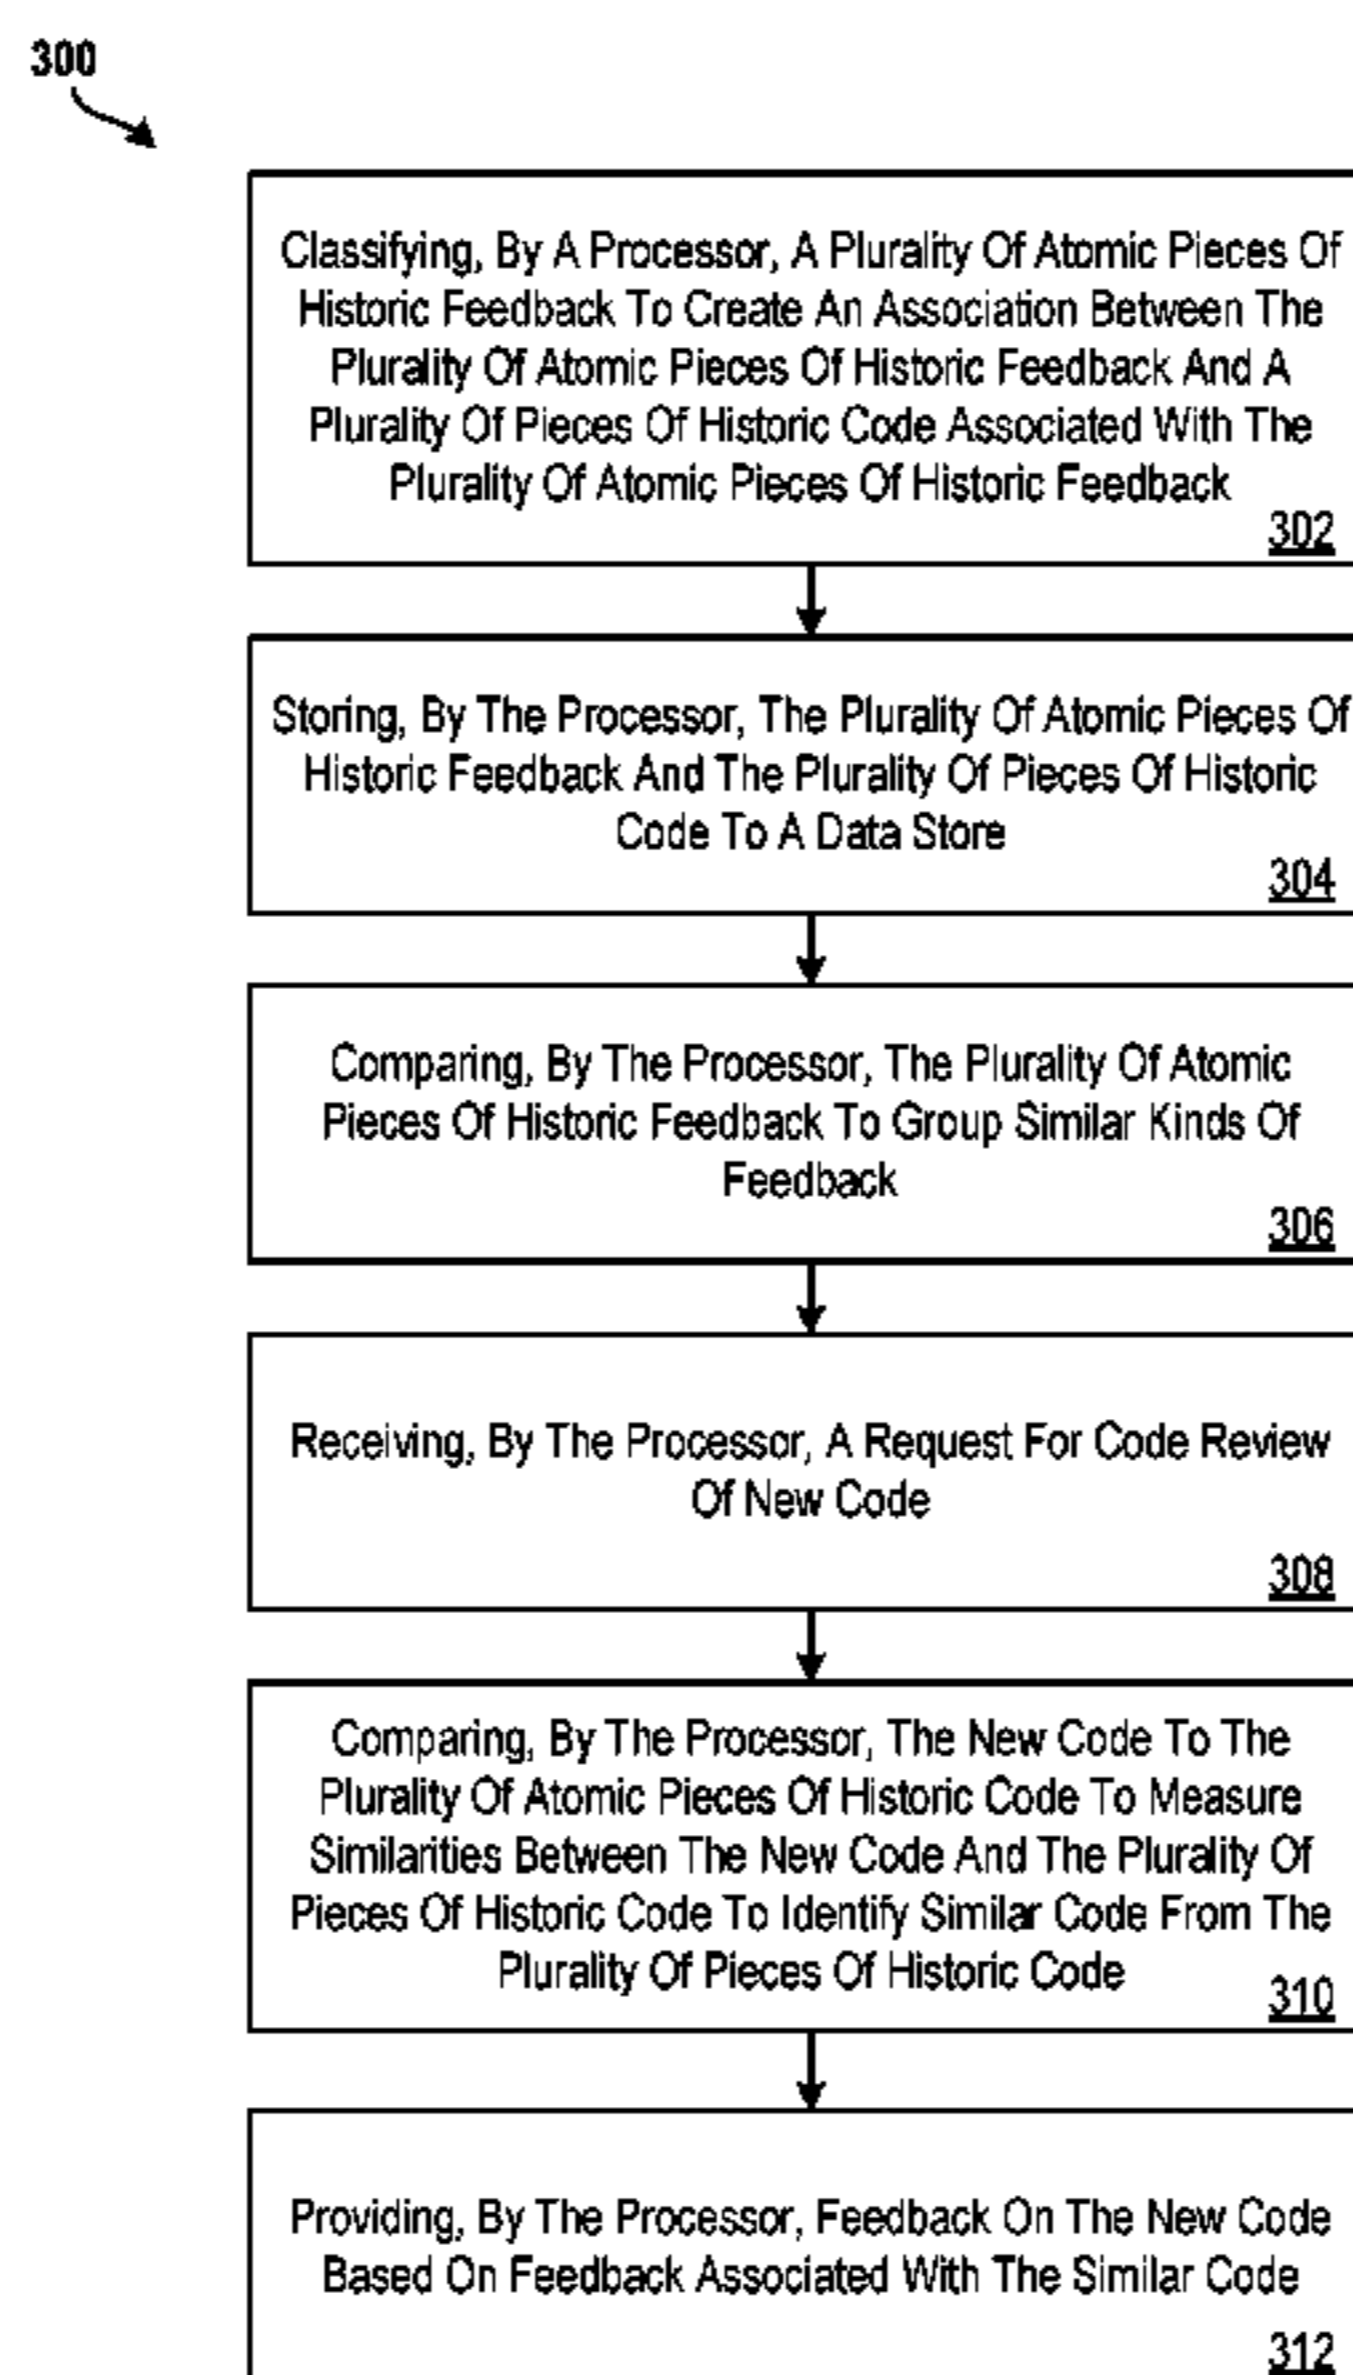 300
Classifying, By A Processor, A Plurality Of Atomic Pieces Of
Historic Feedback To Create An Association Between The
Plurality Of Atomic Pieces Of Historic Feedback And A
Plurality Of Pieces Of Historic Code Associated With The
Plurality Of Atomic Pieces Of Historic Feedback
302
Storing, By The Processor, The Plurality Of Atomic Pieces Of
Historic Feedback And The Plurality Of Pieces Of Historic
Code To A Data Store
304
Comparing, By The Processor, The Plurality Of Atomic
Pieces Of Historic Feedback To Group Similar Kinds Of
Feedback
306
Receiving, By The Processor, A Request For Code Review
Of New Code
308
Comparing, By The Processor, The New Code To The
Plurality Of Atomic Pieces Of Historic Code To Measure
Similarities Between The New Code And The Plurality Of
Pieces Of Historic Code To Identify Similar Code From The
Plurality Of Pieces Of Historic Code
310
Providing, By The Processor, Feedback On The New Code
Based On Feedback Associated With The Similar Code
312